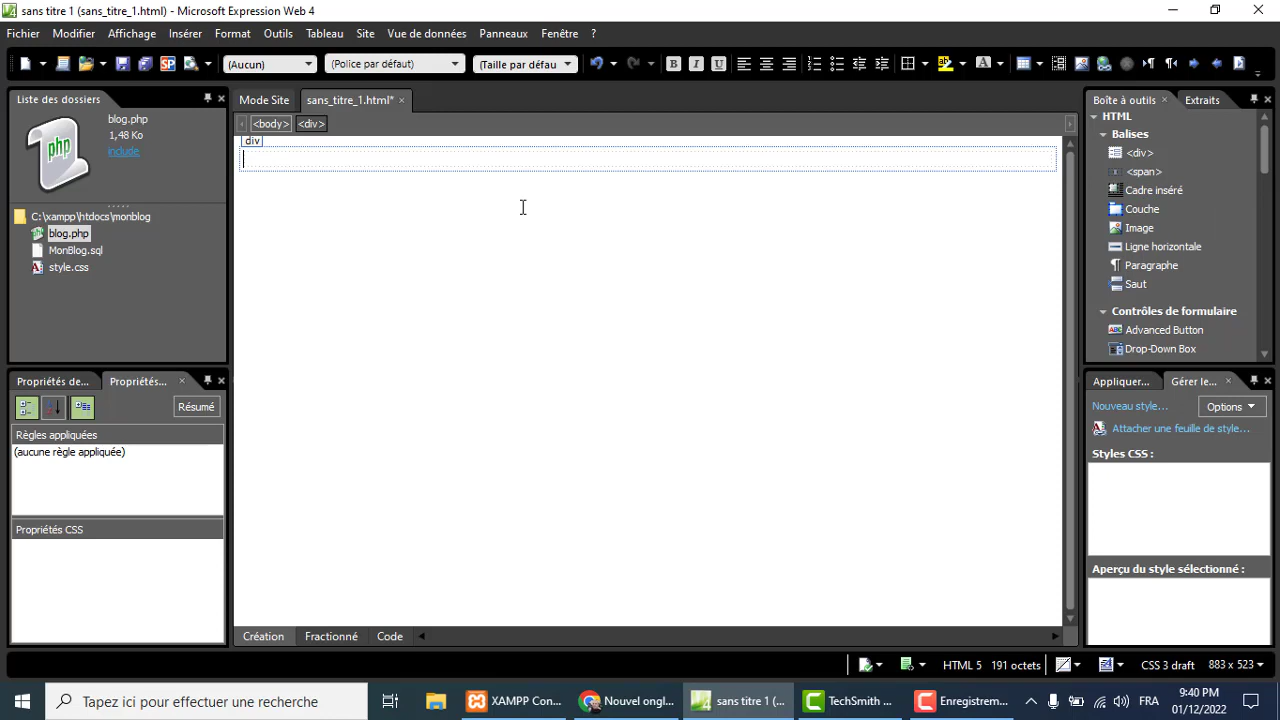 sans titre 1 (sans_titre_1.html) - Microsoft Expression Web 4
Fichier Modifier Affichage Insérer Format Outils Tableau Site Vue de données Panneaux Fenêtre ?
(Aucun) (Police par défaut) (Taille par défau
Liste des dossiers
blog.php
1,48 Ko
include
php
C:\xampp\htdocs\monblog
blog.php
MonBlog.sql
style.css
Propriétés de... Propriétés...
Résumé
Règles appliquées
(aucune règle appliquée)
Propriétés CSS
Mode Site sans_titre_1.html*
<body> <div>
div
Création Fractionné Code
Boîte à outils Extraits
HTML
Balises
<div>
<span>
Cadre inséré
Couche
Image
Ligne horizontale
Paragraphe
Saut
Contrôles de formulaire
Advanced Button
Drop-Down Box
Appliquer... Gérer le...
Nouveau style... Options
Attacher une feuille de style...
Styles CSS :
Aperçu du style sélectionné :
HTML 5 191 octets CSS 3 draft 883 x 523
Tapez ici pour effectuer une recherche
XAMPP Con... Nouvel ongl... sans titre 1 (... TechSmith ... Enregistrem...
FRA
9:40 PM
01/12/2022